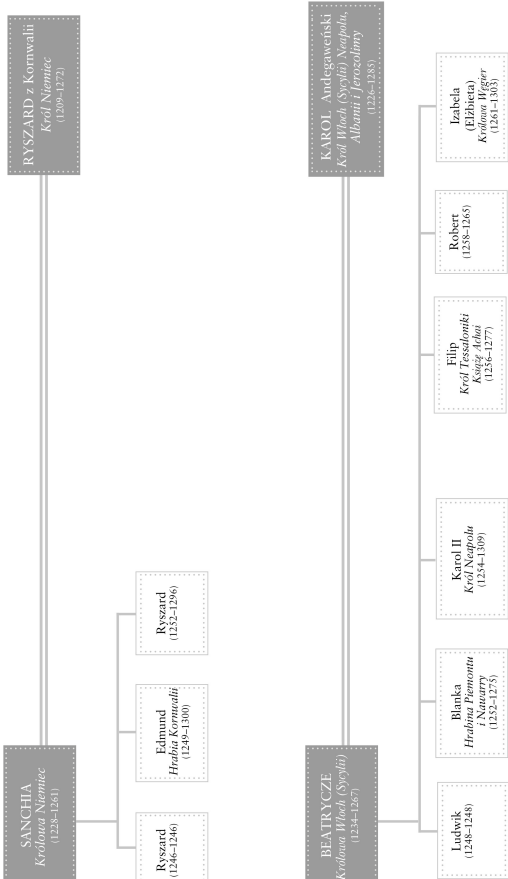 SANCHIA
Królowa Niemiec
(1228–1261)
RYSZARD z Kornwalii
Król Niemiec
(1209–1272)
Ryszard
(1246–1246)
Edmund
Hrabia Kornwalii
(1249–1300)
Ryszard
(1252–1296)
BEATRYCZE
Królowa Włoch (Sycylii)
(1234–1267)
KAROL Andegaweński
Król Włoch (Sycylii) Neapolu,
Albanii i Jerozolimy
(1226–1285)
Ludwik
(1248–1248)
Blanka
Hrabina Piemontu
i Nawarry
(1252–1275)
Karol II
Król Neapolu
(1254–1309)
Filip
Król Tessaloniki
Książę Achai
(1256–1277)
Robert
(1258–1265)
Izabela
(Elżbieta)
Królowa Węgier
(1261–1303)